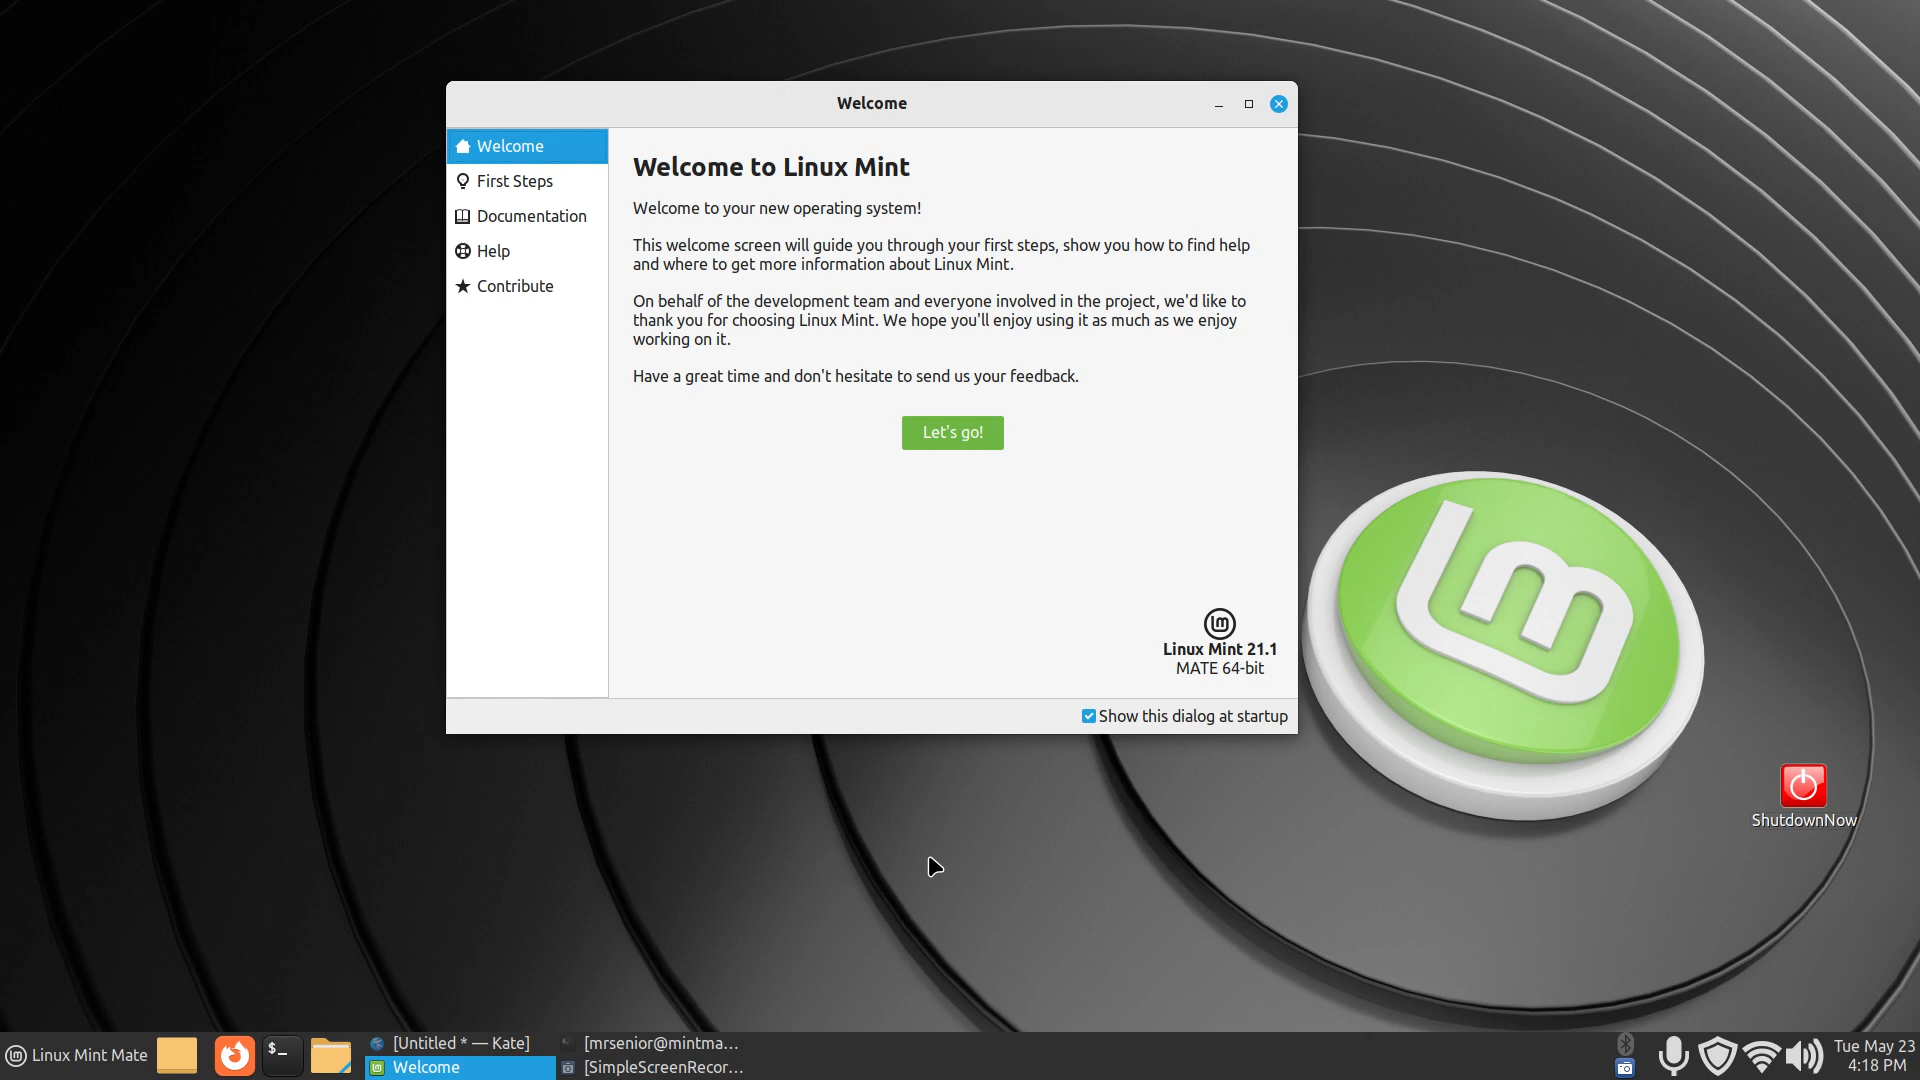 Welcome
Welcome
First Steps
Documentation
Help
Contribute
Welcome to Linux Mint
Welcome to your new operating system!
This welcome screen will guide you through your first steps, show you how to find help
and where to get more information about Linux Mint.
On behalf of the development team and everyone involved in the project, we'd like to
thank you for choosing Linux Mint. We hope you'll enjoy using it as much as we enjoy
working on it.
Have a great time and don't hesitate to send us your feedback.
Let's go!
Linux Mint 21.1
MATE 64-bit
Show this dialog at startup
ShutdownNow
Linux Mint Mate
$_
[Untitled * — Kate]
Welcome
[mrsenior@mintma...
[SimpleScreenRecor...
Tue May 23
4:18 PM